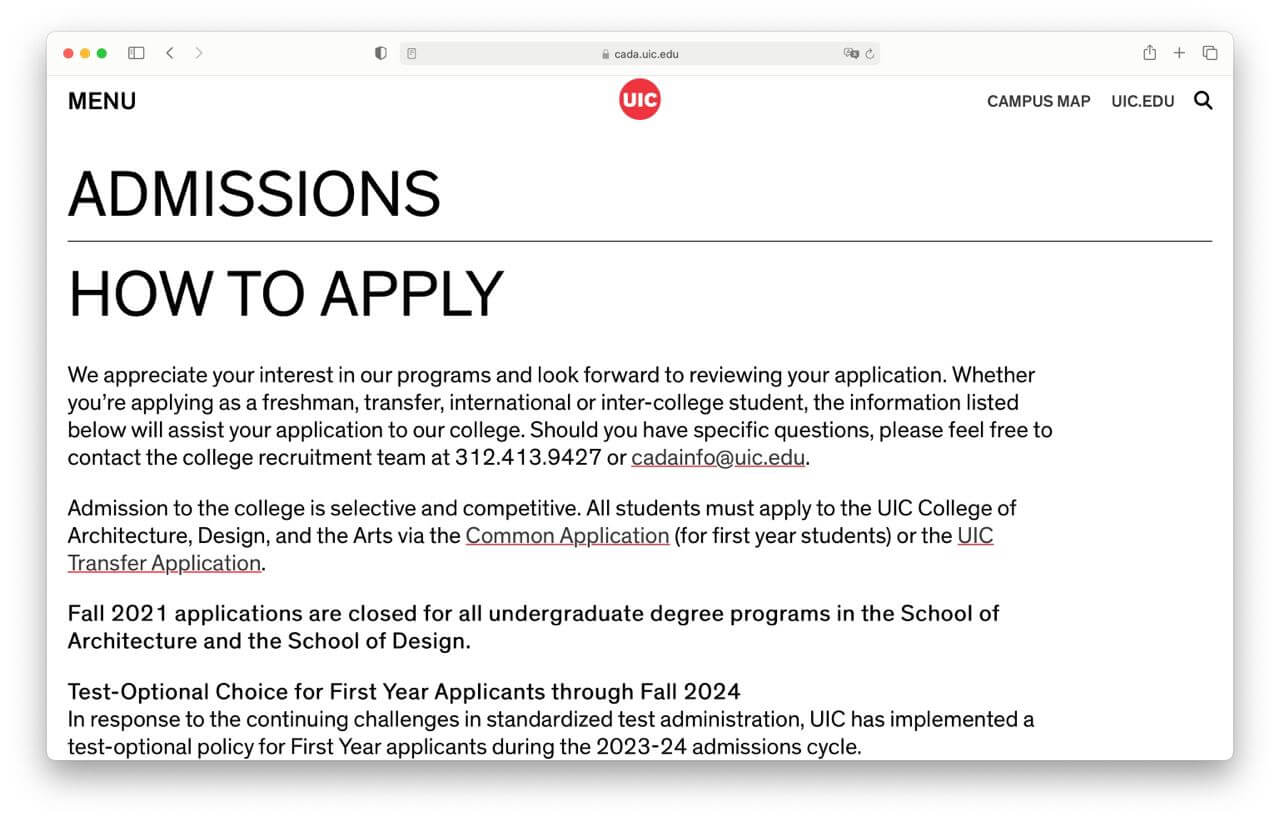 cada.uic.edu
MENU
UIC
CAMPUS MAP
UIC.EDU
ADMISSIONS
HOW TO APPLY
We appreciate your interest in our programs and look forward to reviewing your application. Whether
you’re applying as a freshman, transfer, international or inter-college student, the information listed
below will assist your application to our college. Should you have specific questions, please feel free to
contact the college recruitment team at 312.413.9427 or cadainfo@uic.edu.
Admission to the college is selective and competitive. All students must apply to the UIC College of
Architecture, Design, and the Arts via the Common Application (for first year students) or the UIC
Transfer Application.
Fall 2021 applications are closed for all undergraduate degree programs in the School of
Architecture and the School of Design.
Test-Optional Choice for First Year Applicants through Fall 2024
In response to the continuing challenges in standardized test administration, UIC has implemented a
test-optional policy for First Year applicants during the 2023-24 admissions cycle.